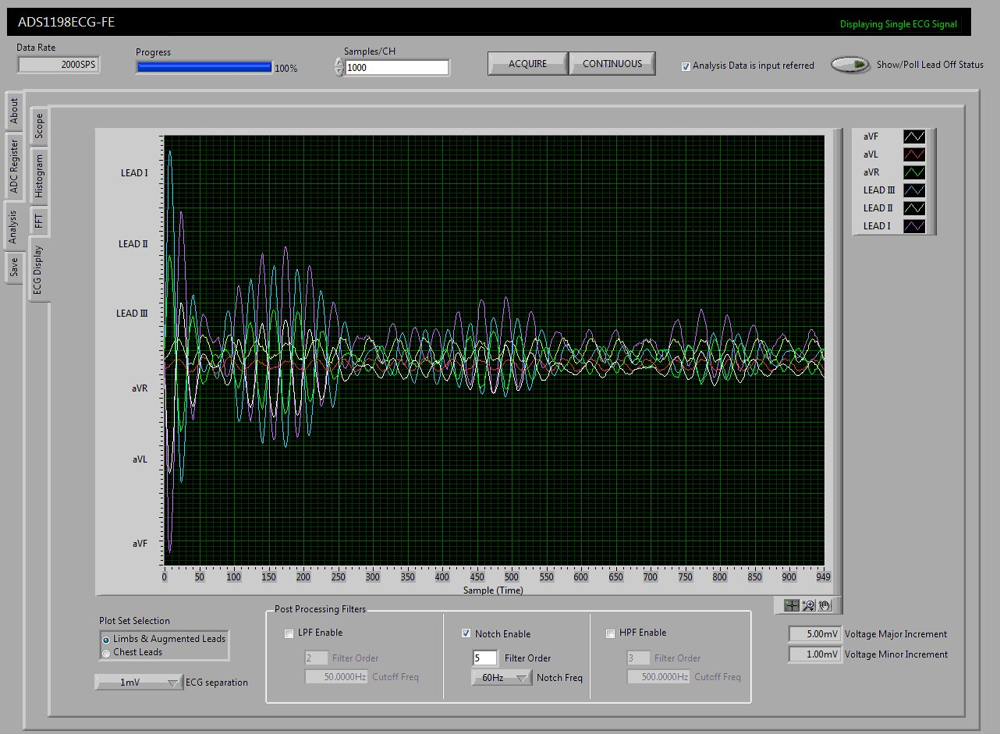 ADS1198ECG-FE
Displaying Single ECG Signal
Data Rate
2000SPS
Progress
100%
Samples/CH
1000
ACQUIRE
CONTINUOUS
Analysis Data is input referred
Show/Poll Lead Off Status
About
ADC Register
Analysis
Save
Scope
Histogram
FFT
ECG Display
LEAD I
LEAD II
LEAD III
aVR
aVL
aVF
0 50 100 150 200 250 300 350 400 450 500 550 600 650 700 750 800 850 900 949
Sample (Time)
aVF
aVL
aVR
LEAD III
LEAD II
LEAD I
Plot Set Selection
Limbs & Augmented Leads
Chest Leads
1mV
ECG separation
Post Processing Filters
LPF Enable
2 Filter Order
50.0000Hz Cutoff Freq
Notch Enable
5 Filter Order
60Hz Notch Freq
HPF Enable
3 Filter Order
500.0000Hz Cutoff Freq
5.00mV Voltage Major Increment
1.00mV Voltage Minor Increment